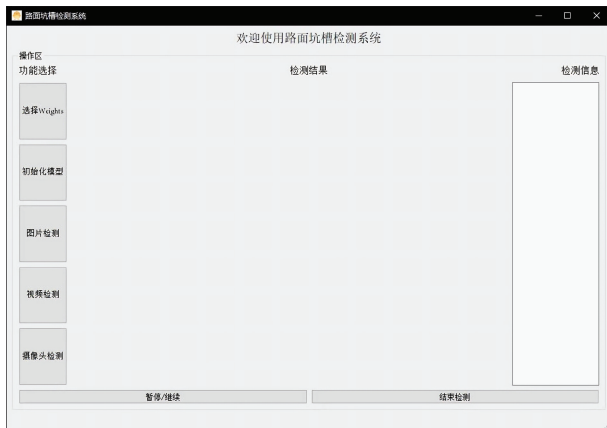 路面坑槽检测系统
欢迎使用路面坑槽检测系统
操作区
功能选择 检测结果 检测信息
选择Weights
初始化模型
图片检测
视频检测
摄像头检测
暂停/继续 结束检测